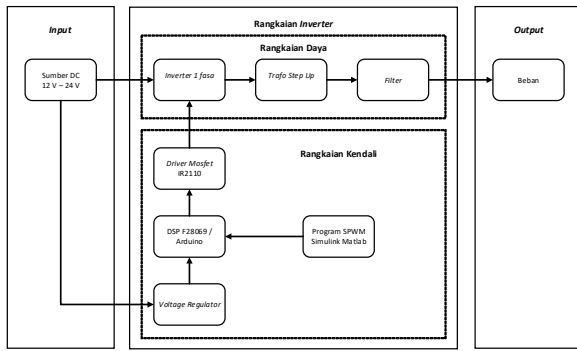 Input
Rangkaian Inverter
Output
Rangkaian Daya
Sumber DC
12 V – 24 V
Inverter 1 fasa
Trafo Step Up
Filter
Beban
Rangkaian Kendali
Driver Mosfet
IR2110
DSP F28069 /
Arduino
Program SPWM
Simulink Matlab
Voltage Regulator